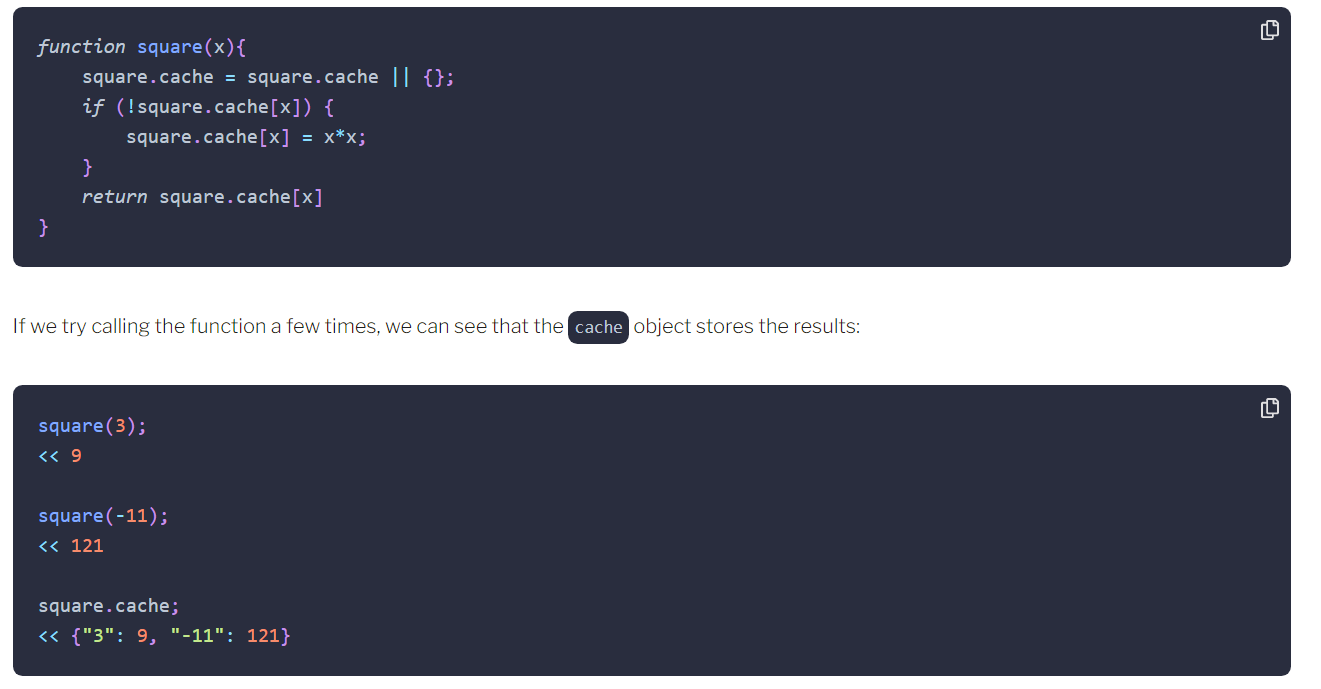 function square(x){
    square.cache = square.cache || {};
    if (!square.cache[x]) {
        square.cache[x] = x*x;
    }
    return square.cache[x]
}
If we try calling the function a few times, we can see that the cache object stores the results:
square(3);
<< 9
square(-11);
<< 121
square.cache;
<< {"3": 9, "-11": 121}